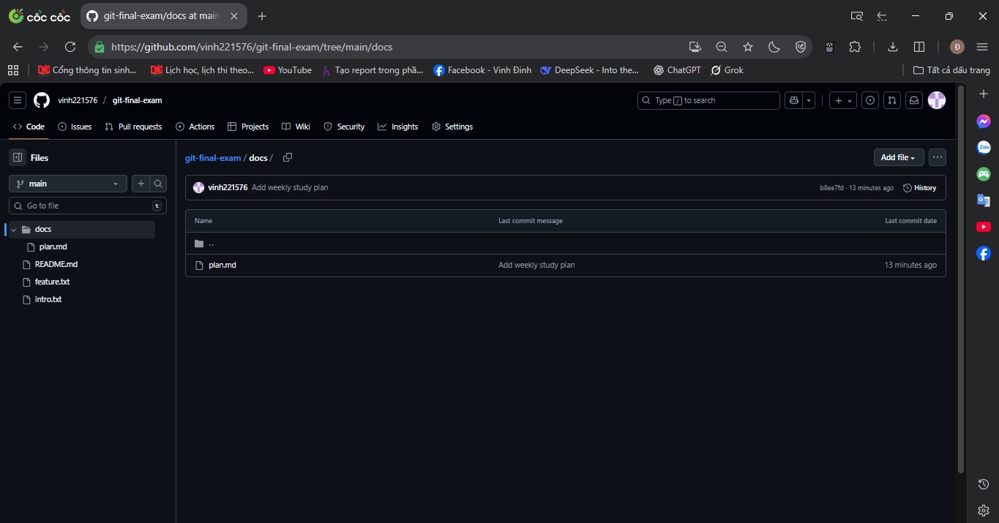 cốc cốc
git-final-exam/docs at main
https://github.com/vinh221576/git-final-exam/tree/main/docs
Đ
Cổng thông tin sinh...
Lịch học, lịch thi theo...
YouTube
Tạo report trong phầ...
Facebook - Vinh Đinh
DeepSeek - Into the...
ChatGPT
Grok
Tất cả dấu trang
vinh221576 / git-final-exam
Type / to search
Code
Issues
Pull requests
Actions
Projects
Wiki
Security
Insights
Settings
Files
main
Go to file
t
docs
plan.md
README.md
feature.txt
intro.txt
git-final-exam / docs /
Add file
vinh221576 Add weekly study plan
b8ee7fd · 13 minutes ago
History
Name Last commit message Last commit date
..
plan.md Add weekly study plan 13 minutes ago
Zalo